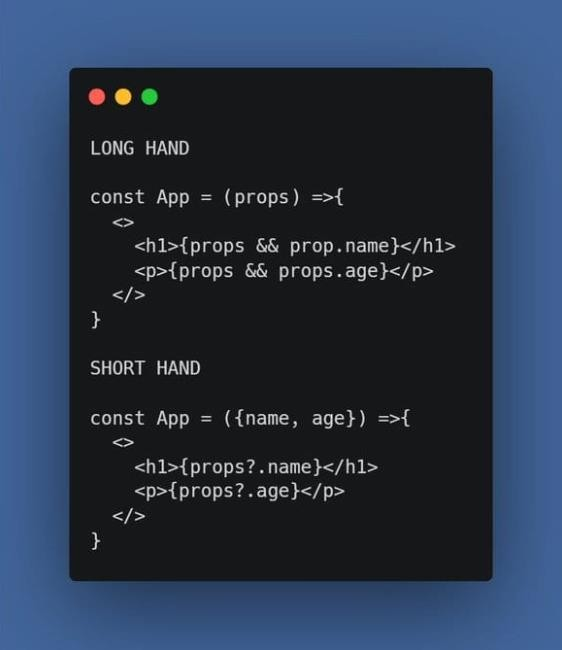 LONG HAND
const App = (props) =>{
<>
<h1>{props && prop.name}</h1>
<p>{props && props.age}</p>
</>
}
SHORT HAND
const App = ({name, age}) =>{
<>
<h1>{props?.name}</h1>
<p>{props?.age}</p>
</>
}